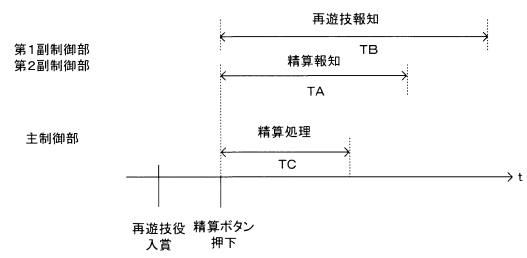 再遊技報知
第1副制御部
TB
第2副制御部
精算報知
TA
主制御部
精算処理
TC
t
再遊技役
入賞
精算ボタン
押下